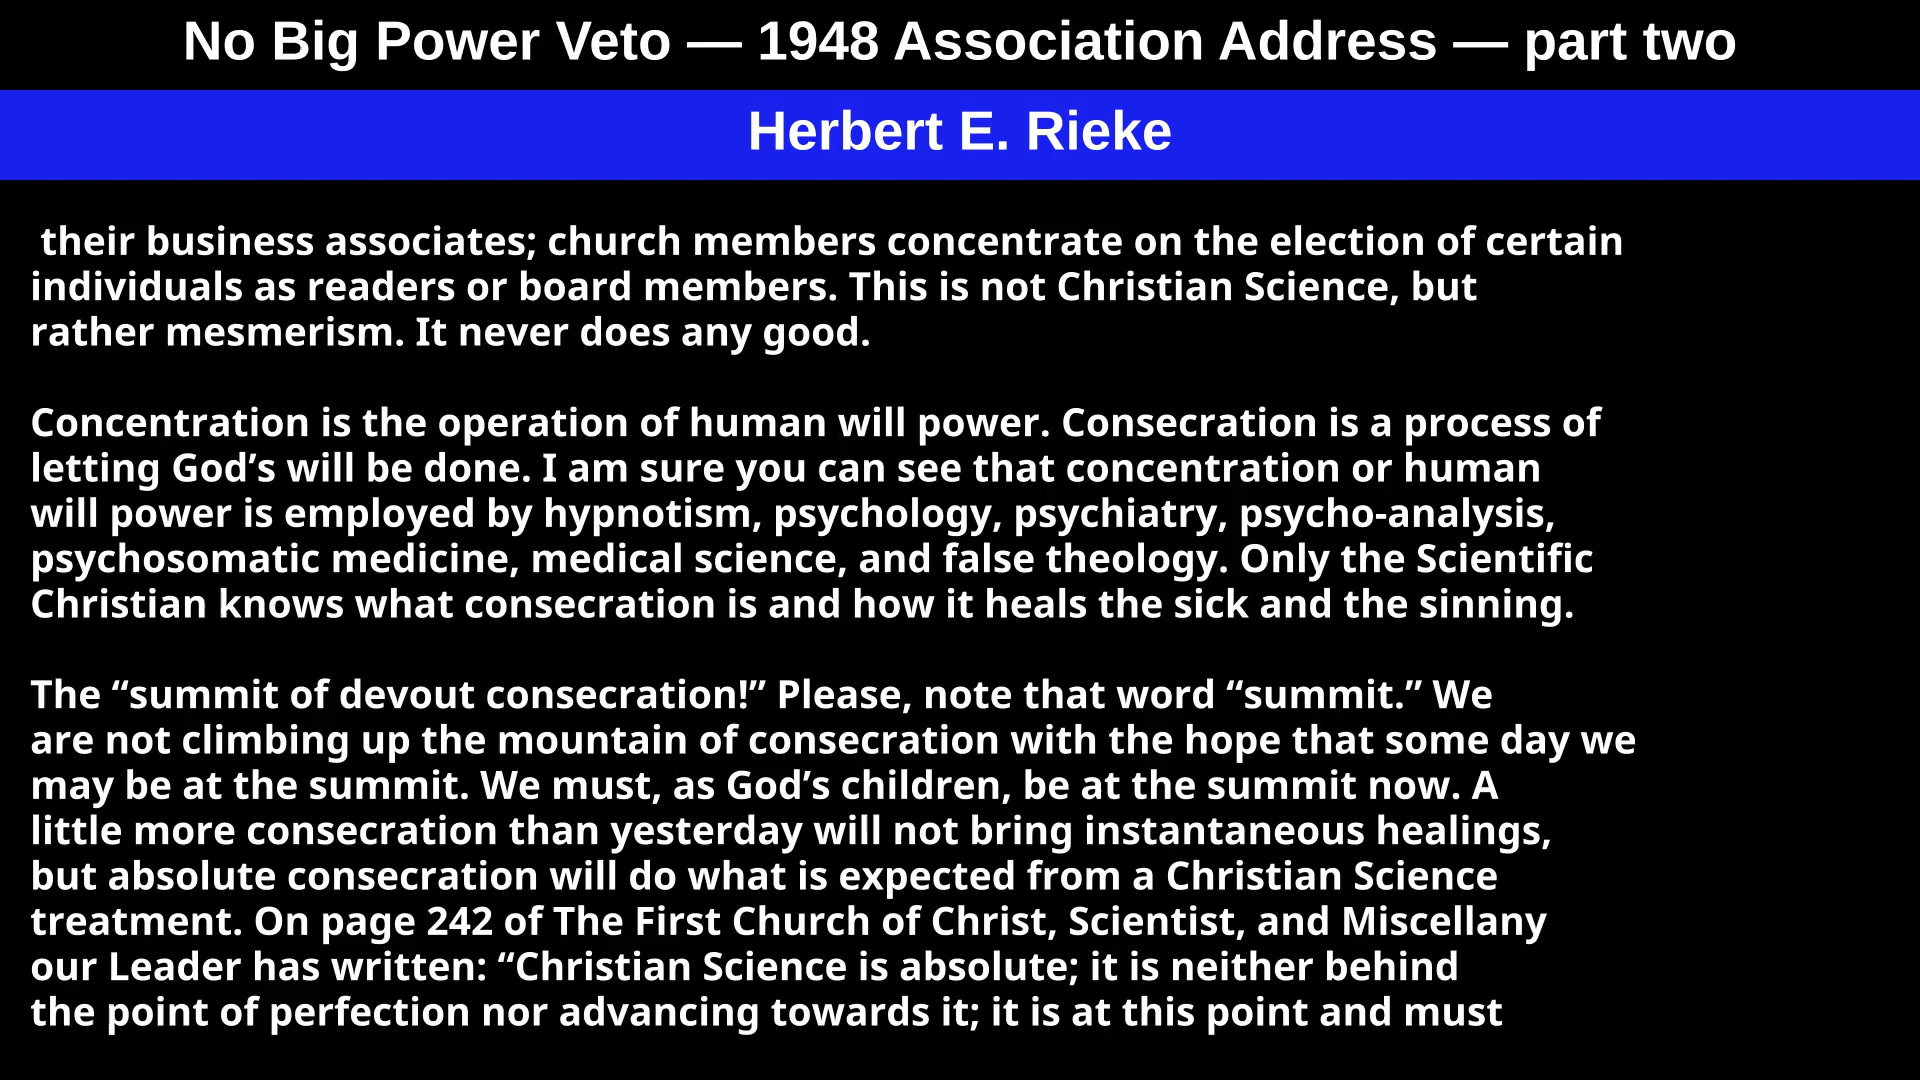 No Big Power Veto — 1948 Association Address — part two
Herbert E. Rieke
their business associates; church members concentrate on the election of certain
individuals as readers or board members. This is not Christian Science, but
rather mesmerism. It never does any good.
Concentration is the operation of human will power. Consecration is a process of
letting God’s will be done. I am sure you can see that concentration or human
will power is employed by hypnotism, psychology, psychiatry, psycho-analysis,
psychosomatic medicine, medical science, and false theology. Only the Scientific
Christian knows what consecration is and how it heals the sick and the sinning.
The “summit of devout consecration!” Please, note that word “summit.” We
are not climbing up the mountain of consecration with the hope that some day we
may be at the summit. We must, as God’s children, be at the summit now. A
little more consecration than yesterday will not bring instantaneous healings,
but absolute consecration will do what is expected from a Christian Science
treatment. On page 242 of The First Church of Christ, Scientist, and Miscellany
our Leader has written: “Christian Science is absolute; it is neither behind
the point of perfection nor advancing towards it; it is at this point and must